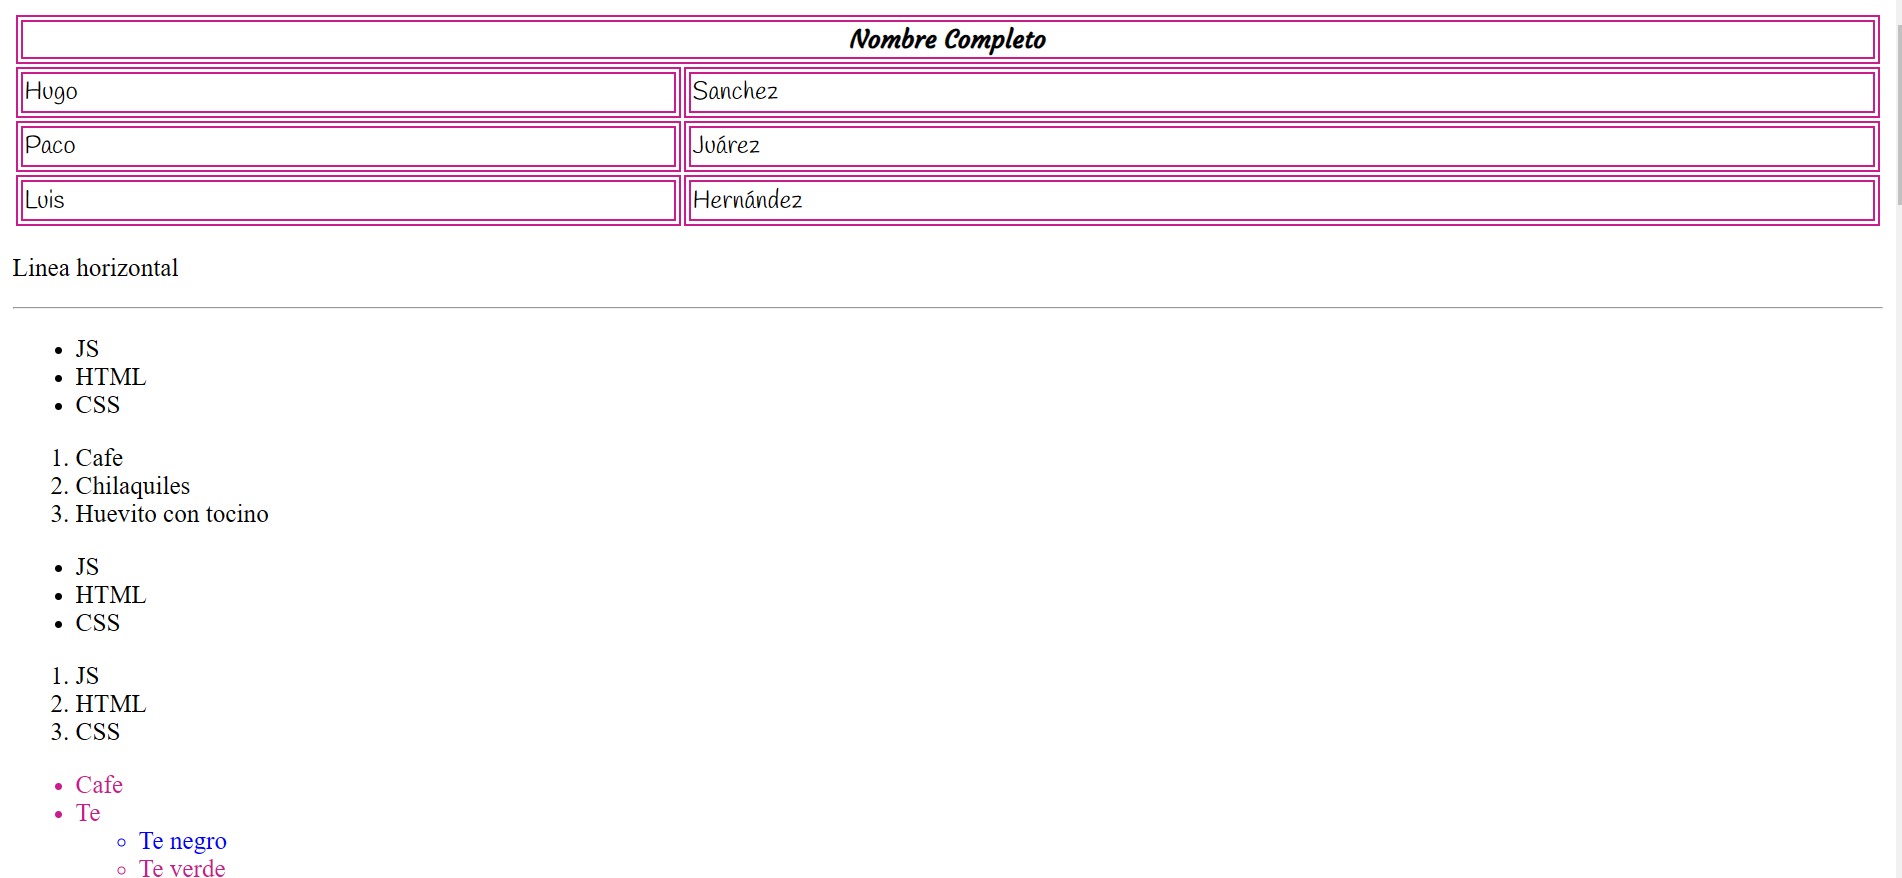 Nombre Completo
Hugo Sanchez
Paco Juárez
Luis Hernández
Linea horizontal
• JS
• HTML
• CSS
1. Cafe
2. Chilaquiles
3. Huevito con tocino
• JS
• HTML
• CSS
1. JS
2. HTML
3. CSS
• Cafe
• Te
◦ Te negro
◦ Te verde